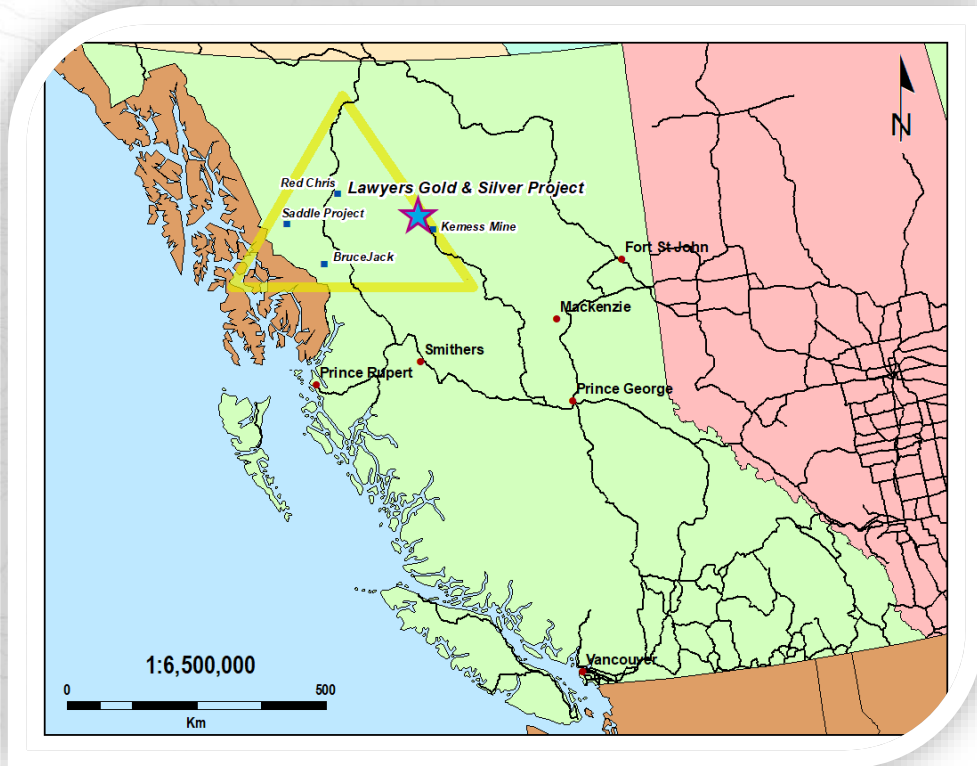 N
Red Chris
Lawyers Gold & Silver Project
Saddle Project
Kemess Mine
BruceJack
Fort St John
Mackenzie
Smithers
Prince Rupert
Prince George
Vancouver
1:6,500,000
0 500
Km